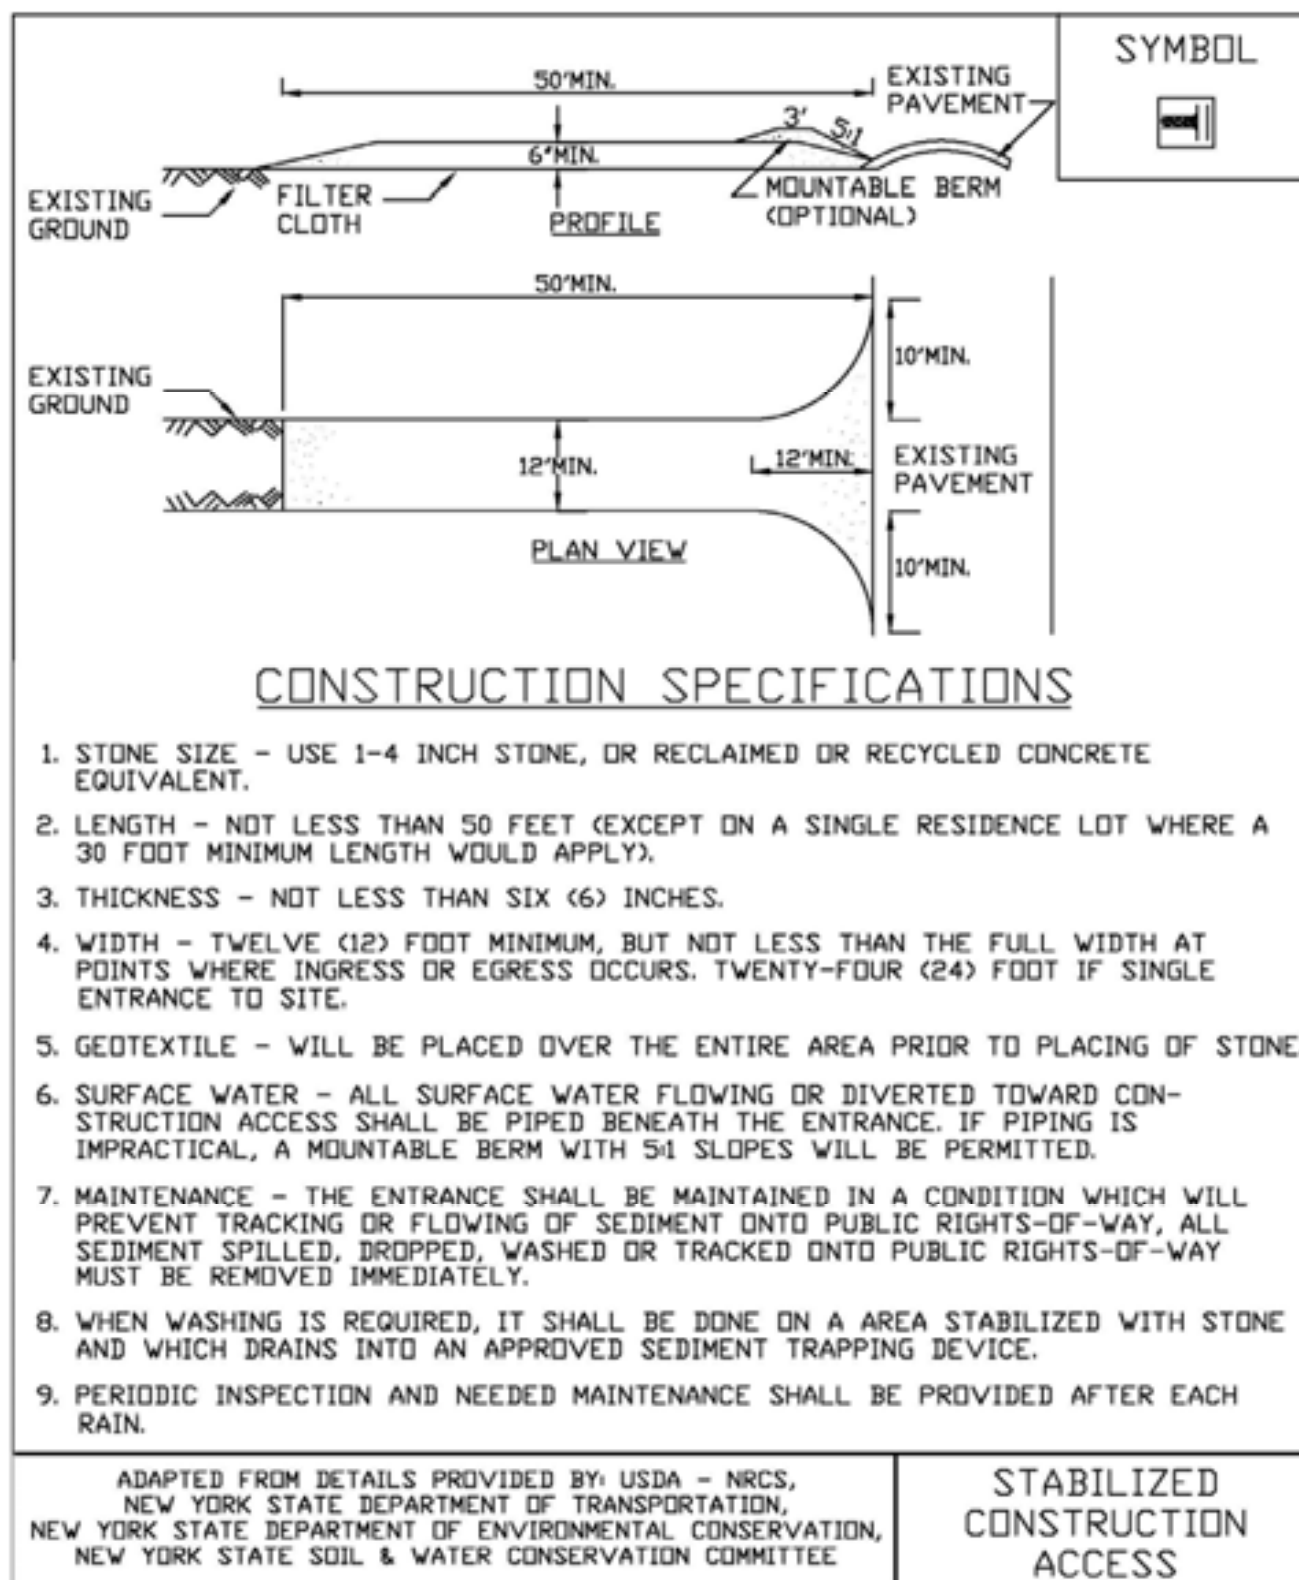 SYMBOL
50'MIN.
EXISTING
PAVEMENT
3'
5:1
6"MIN.
EXISTING
GROUND
FILTER
CLOTH
PROFILE
MOUNTABLE BERM
(OPTIONAL)
50'MIN.
10'MIN.
EXISTING
GROUND
12'MIN.
12'MIN.
EXISTING
PAVEMENT
PLAN VIEW
10'MIN.
CONSTRUCTION SPECIFICATIONS
1. STONE SIZE - USE 1-4 INCH STONE, OR RECLAIMED OR RECYCLED CONCRETE
EQUIVALENT.
2. LENGTH - NOT LESS THAN 50 FEET (EXCEPT ON A SINGLE RESIDENCE LOT WHERE A
30 FOOT MINIMUM LENGTH WOULD APPLY).
3. THICKNESS - NOT LESS THAN SIX (6) INCHES.
4. WIDTH - TWELVE (12) FOOT MINIMUM, BUT NOT LESS THAN THE FULL WIDTH AT
POINTS WHERE INGRESS OR EGRESS OCCURS. TWENTY-FOUR (24) FOOT IF SINGLE
ENTRANCE TO SITE.
5. GEOTEXTILE - WILL BE PLACED OVER THE ENTIRE AREA PRIOR TO PLACING OF STONE
6. SURFACE WATER - ALL SURFACE WATER FLOWING OR DIVERTED TOWARD CON-
STRUCTION ACCESS SHALL BE PIPED BENEATH THE ENTRANCE. IF PIPING IS
IMPRACTICAL, A MOUNTABLE BERM WITH 5:1 SLOPES WILL BE PERMITTED.
7. MAINTENANCE - THE ENTRANCE SHALL BE MAINTAINED IN A CONDITION WHICH WILL
PREVENT TRACKING OR FLOWING OF SEDIMENT ONTO PUBLIC RIGHTS-OF-WAY, ALL
SEDIMENT SPILLED, DROPPED, WASHED OR TRACKED ONTO PUBLIC RIGHTS-OF-WAY
MUST BE REMOVED IMMEDIATELY.
8. WHEN WASHING IS REQUIRED, IT SHALL BE DONE ON A AREA STABILIZED WITH STONE
AND WHICH DRAINS INTO AN APPROVED SEDIMENT TRAPPING DEVICE.
9. PERIODIC INSPECTION AND NEEDED MAINTENANCE SHALL BE PROVIDED AFTER EACH
RAIN.
ADAPTED FROM DETAILS PROVIDED BY: USDA - NRCS,
NEW YORK STATE DEPARTMENT OF TRANSPORTATION,
NEW YORK STATE DEPARTMENT OF ENVIRONMENTAL CONSERVATION,
NEW YORK STATE SOIL & WATER CONSERVATION COMMITTEE
STABILIZED
CONSTRUCTION
ACCESS